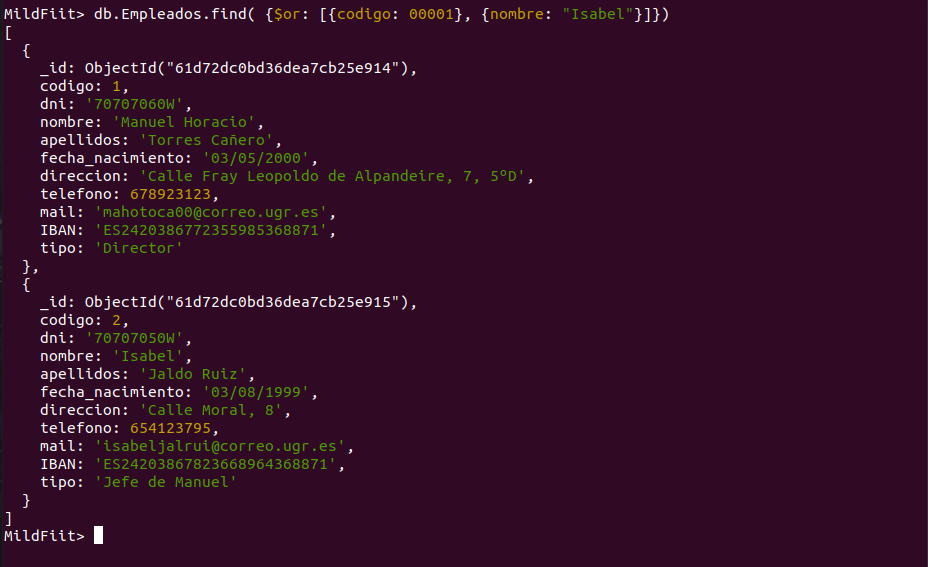 MildFiit> db.Empleados.find( {$or: [{codigo: 00001}, {nombre: "Isabel"}]})
[
  {
    _id: ObjectId("61d72dc0bd36dea7cb25e914"),
    codigo: 1,
    dni: '70707060W',
    nombre: 'Manuel Horacio',
    apellidos: 'Torres Cañero',
    fecha_nacimiento: '03/05/2000',
    direccion: 'Calle Fray Leopoldo de Alpandeire, 7, 5ºD',
    telefono: 678923123,
    mail: 'mahotoca00@correo.ugr.es',
    IBAN: 'ES2420386772355985368871',
    tipo: 'Director'
  },
  {
    _id: ObjectId("61d72dc0bd36dea7cb25e915"),
    codigo: 2,
    dni: '70707050W',
    nombre: 'Isabel',
    apellidos: 'Jaldo Ruiz',
    fecha_nacimiento: '03/08/1999',
    direccion: 'Calle Moral, 8',
    telefono: 654123795,
    mail: 'isabeljalrui@correo.ugr.es',
    IBAN: 'ES24203867823668964368871',
    tipo: 'Jefe de Manuel'
  }
]
MildFiit>